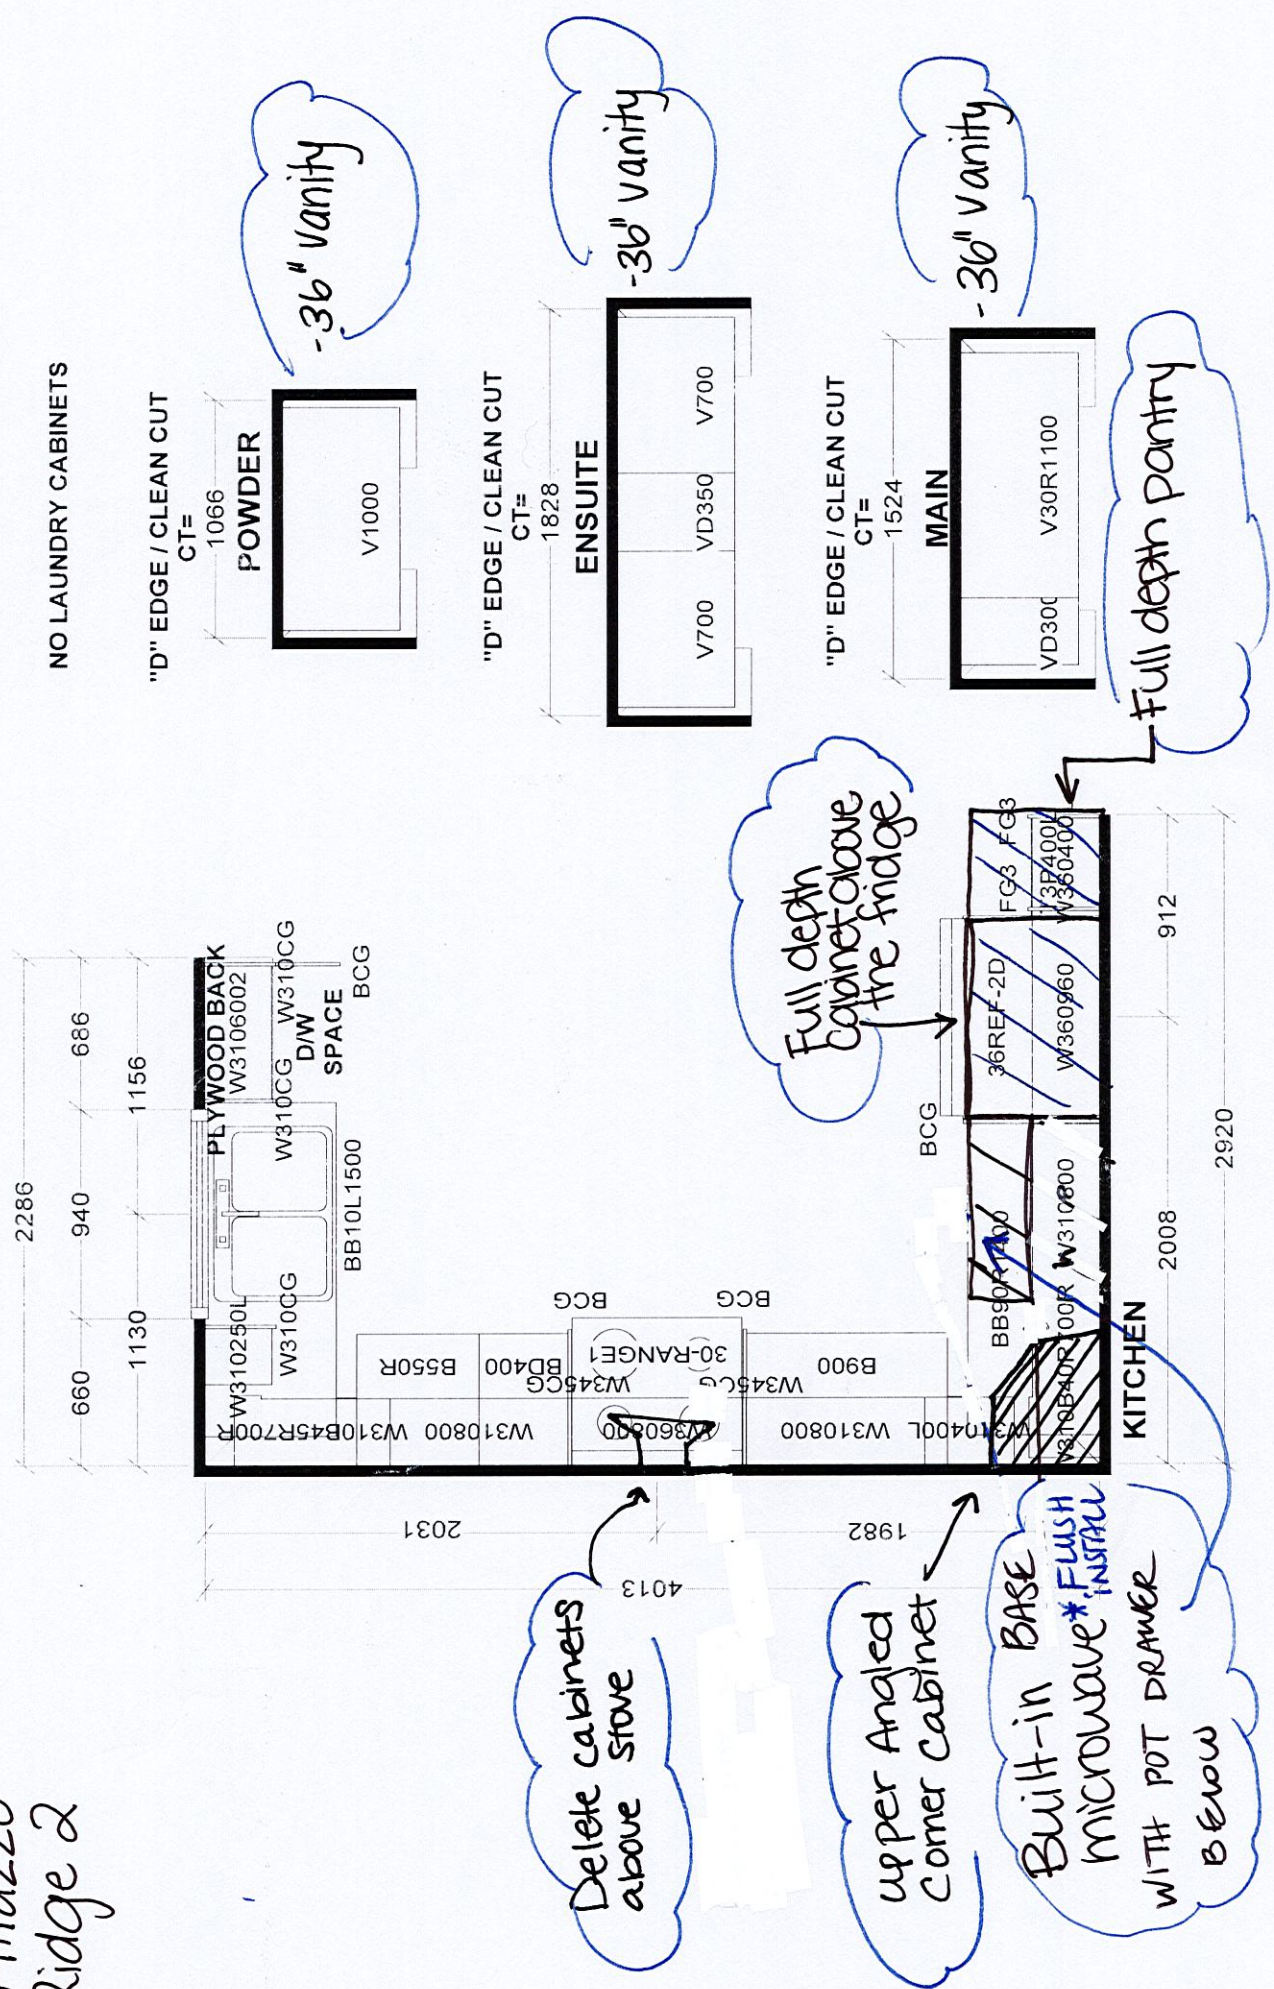 Ridge 2
NO LAUNDRY CABINETS
"D" EDGE / CLEAN CUT
CT=
1066
POWDER
V1000
-36" vanity
"D" EDGE / CLEAN CUT
CT=
1828
ENSUITE
V700
VD350
V700
-36" vanity
"D" EDGE / CLEAN CUT
CT=
1524
MAIN
VD300
V30R1100
-36" vanity
2286
660
940
686
1130
1156
PLYWOOD BACK
W310250L
W3106002
W310CG
W310CG
W310CG
D/W
SPACE
BCG
BB10L1500
W310B45R700R
W310800
B550R
BD400
W345CG
BCG
30-RANGE1
W360800
W345CG
BCG
B900
W310800
W310400L
2031
1982
4013
Delete cabinets
above stove
Upper Angled
Corner Cabinet
Built-in BASE
microwave *FLUSH
INSTALL
WITH POT DRAWER
BELOW
Full depth
Cabinet above
the fridge
BCG
36REF-2D
W360960
FG3
FG3
W360400
W310800
KITCHEN
2008
912
2920
Full depth pantry